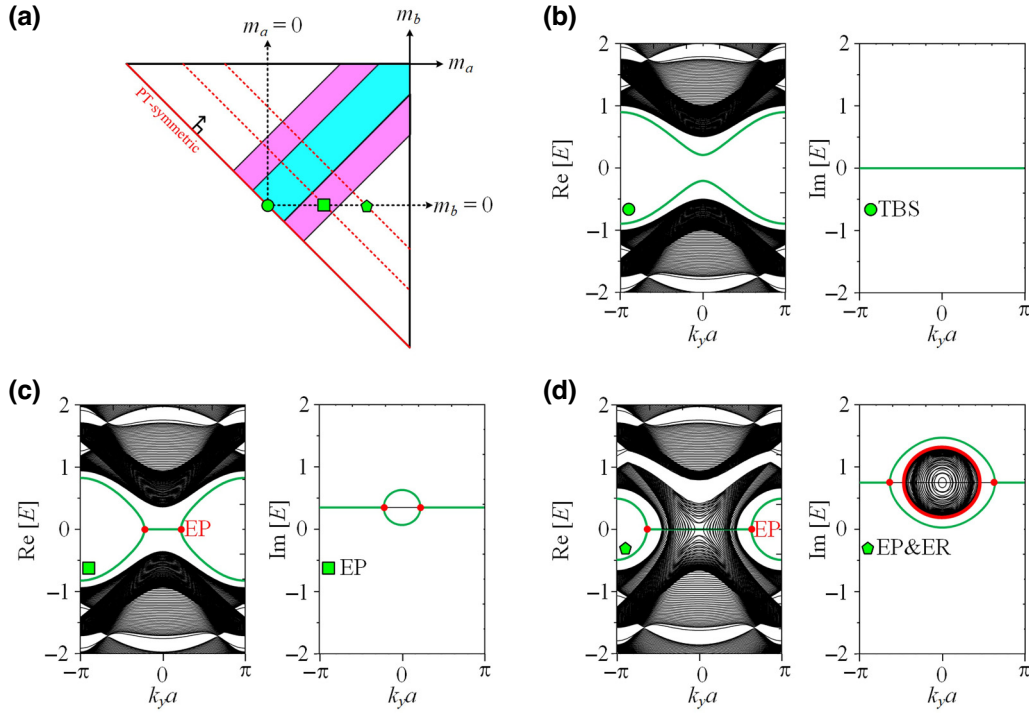 (a)
m_a = 0
m_b
m_a
PT-symmetric
m_b = 0
(b)
2
1
0
−1
−2
Re [E]
TBS
−π
0
π
k_y a
2
1
0
−1
−2
Im [E]
TBS
−π
0
π
k_y a
(c)
2
1
0
−1
−2
Re [E]
EP
−π
0
π
k_y a
2
1
0
−1
−2
Im [E]
EP
−π
0
π
k_y a
(d)
2
1
0
−1
−2
Re [E]
EP
−π
0
π
k_y a
2
1
0
−1
−2
Im [E]
EP&ER
−π
0
π
k_y a